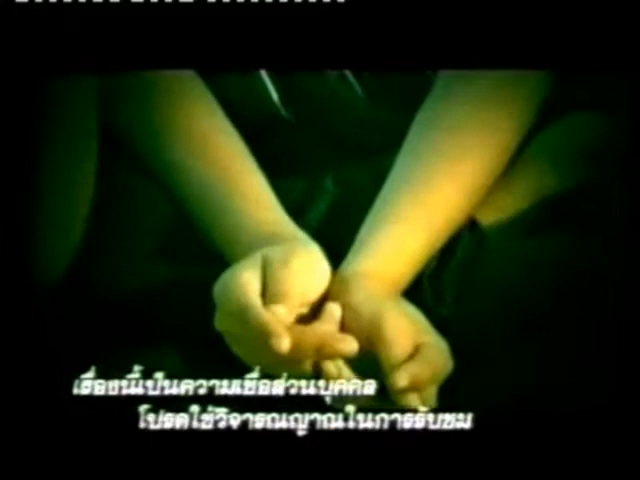 เรื่องนี้เป็นความเชื่อส่วนบุคคล
โปรดใช้วิจารณญาณในการรับชม